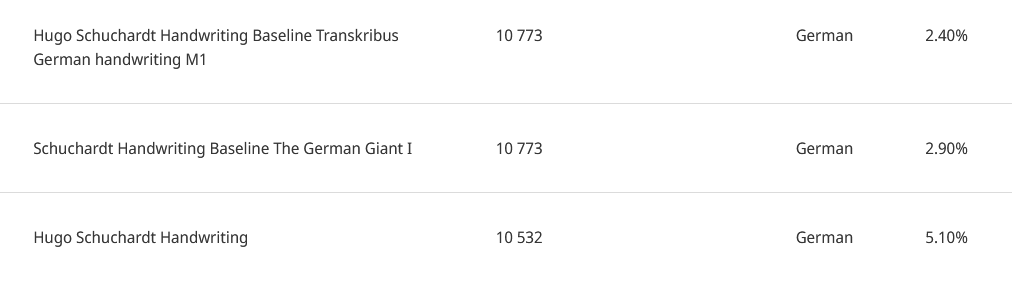 Hugo Schuchardt Handwriting Baseline Transkribus 10 773 German 2.40%
German handwriting M1
Schuchardt Handwriting Baseline The German Giant I 10 773 German 2.90%
Hugo Schuchardt Handwriting 10 532 German 5.10%